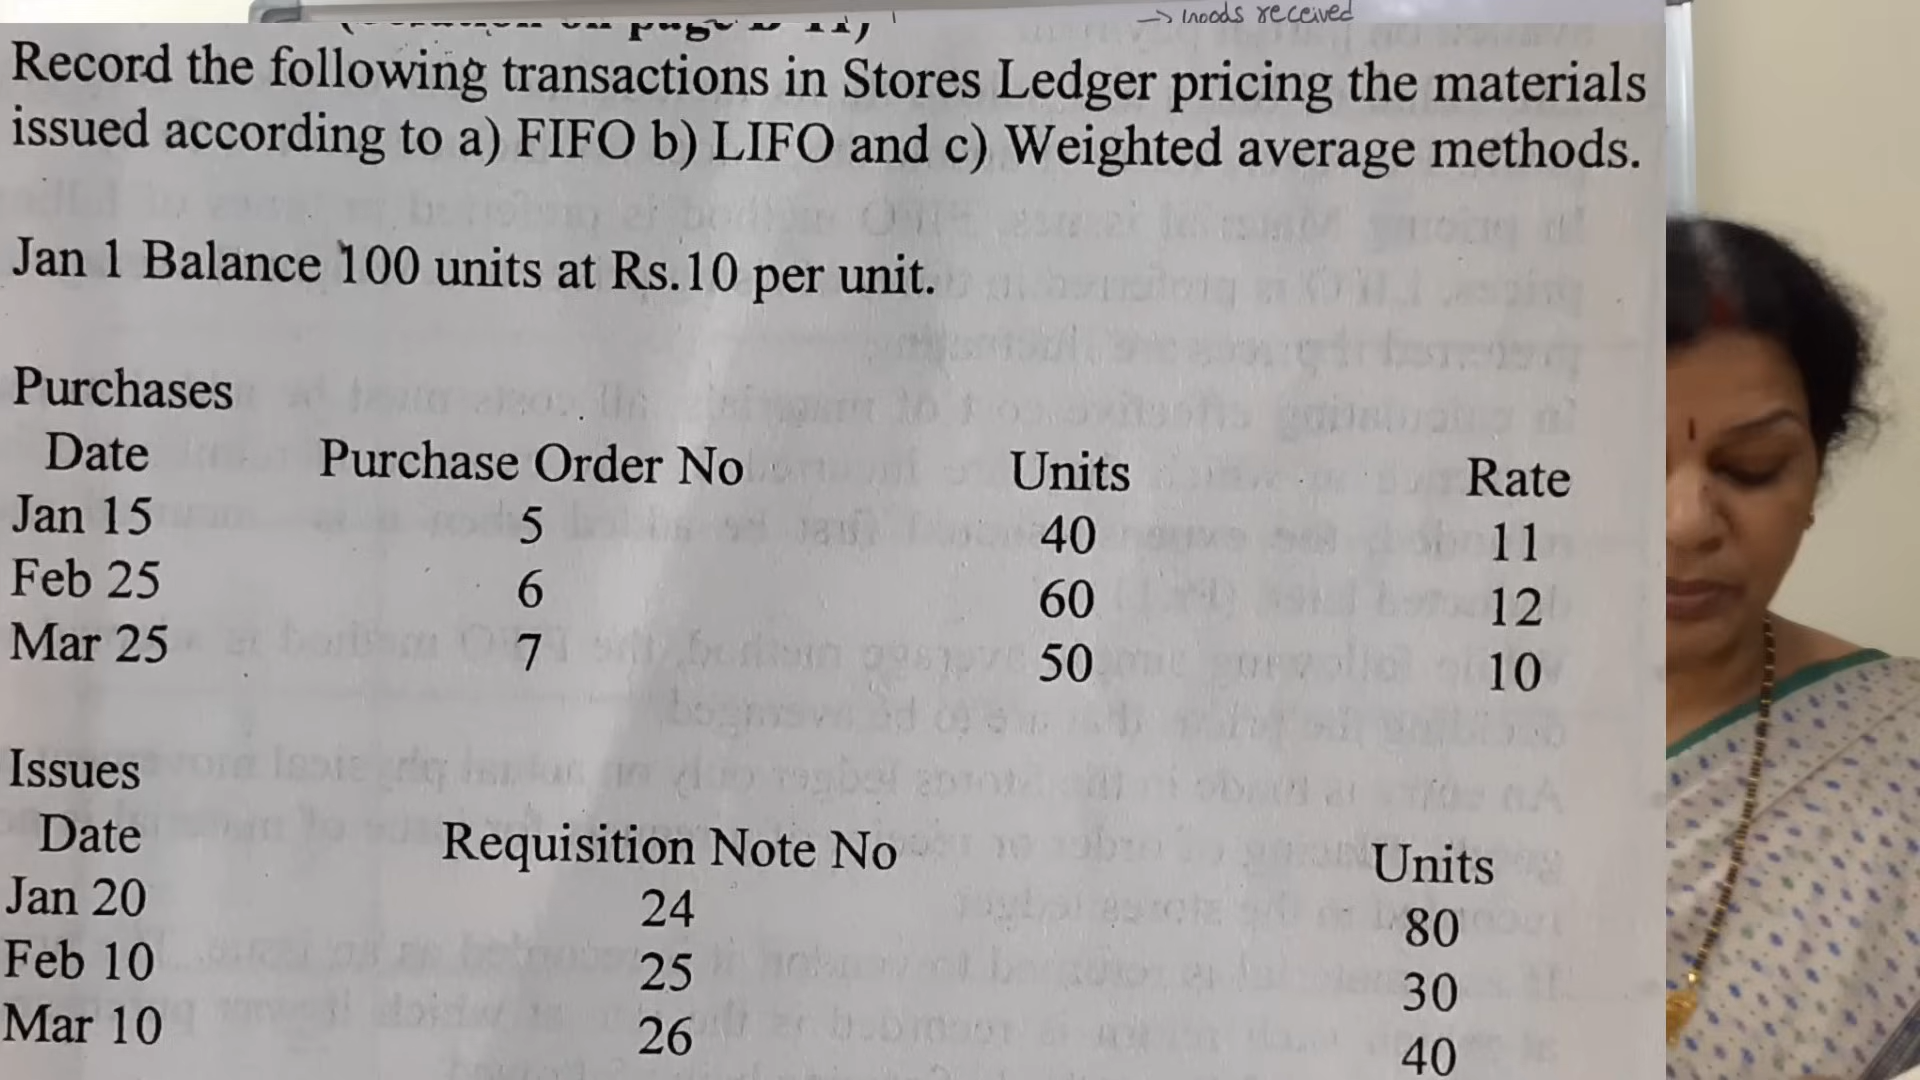 → Goods received
Record the following transactions in Stores Ledger pricing the materials
issued according to a) FIFO b) LIFO and c) Weighted average methods.
Jan 1 Balance 100 units at Rs.10 per unit.
Purchases
Date Purchase Order No Units Rate
Jan 15 5 40 11
Feb 25 6 60 12
Mar 25 7 50 10
Issues
Date Requisition Note No Units
Jan 20 24 80
Feb 10 25 30
Mar 10 26 40